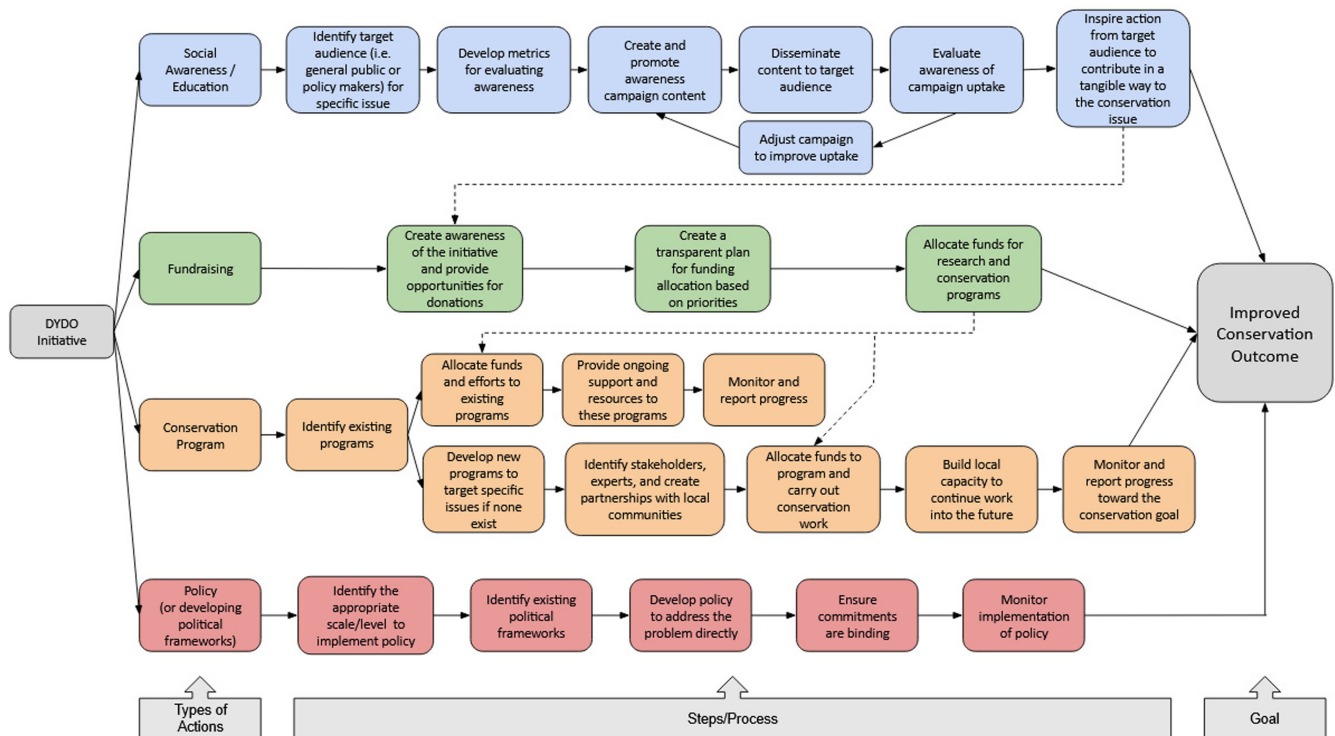 DYDO
Initiative
Social
Awareness /
Education
Identify target
audience (i.e.
general public or
policy makers) for
specific issue
Develop metrics
for evaluating
awareness
Create and
promote
awareness
campaign content
Disseminate
content to target
audience
Evaluate
awareness of
campaign uptake
Inspire action
from target
audience to
contribute in a
tangible way to
the conservation
issue
Adjust campaign
to improve uptake
Fundraising
Create awareness
of the initiative
and provide
opportunities for
donations
Create a
transparent plan
for funding
allocation based
on priorities
Allocate funds for
research and
conservation
programs
Improved
Conservation
Outcome
Conservation
Program
Identify existing
programs
Allocate funds
and efforts to
existing
programs
Provide ongoing
support and
resources to
these programs
Monitor and
report progress
Develop new
programs to
target specific
issues if none
exist
Identify stakeholders,
experts, and create
partnerships with local
communities
Allocate funds to
program and
carry out
conservation
work
Build local
capacity to
continue work
into the future
Monitor and
report progress
toward the
conservation goal
Policy
(or developing
political
frameworks)
Identify the
appropriate
scale/level to
implement policy
Identify existing
political
frameworks
Develop policy
to address the
problem directly
Ensure
commitments
are binding
Monitor
implementation
of policy
Types of
Actions
Steps/Process
Goal